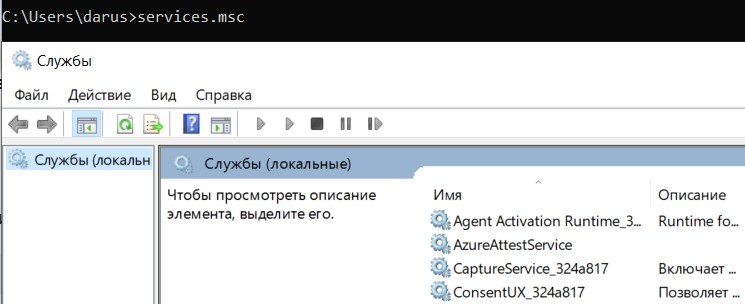 C:\Users\darus>services.msc
Службы
Файл Действие Вид Справка
Службы (локальн
Службы (локальные)
Чтобы просмотреть описание
элемента, выделите его.
Имя Описание
Agent Activation Runtime_3... Runtime fo...
AzureAttestService
CaptureService_324a817 Включает ...
ConsentUX_324a817 Позволяет ...